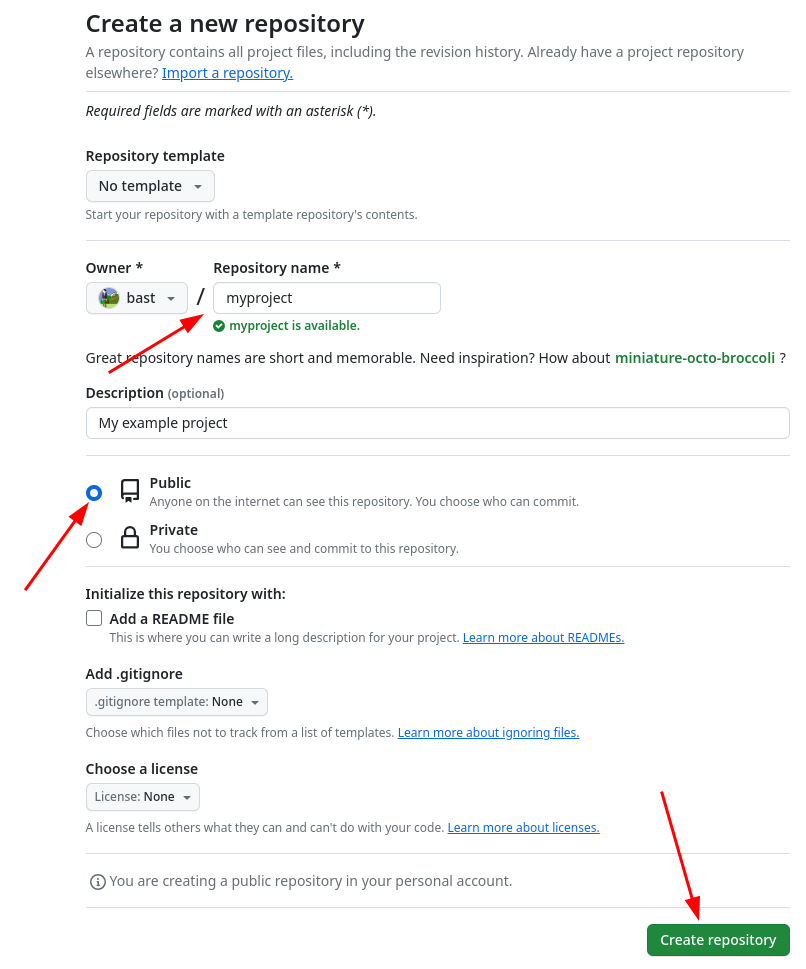 Create a new repository
A repository contains all project files, including the revision history. Already have a project repository
elsewhere? Import a repository.
Required fields are marked with an asterisk (*).
Repository template
No template
Start your repository with a template repository's contents.
Owner * Repository name *
bast / myproject
myproject is available.
Great repository names are short and memorable. Need inspiration? How about miniature-octo-broccoli ?
Description (optional)
My example project
Public
Anyone on the internet can see this repository. You choose who can commit.
Private
You choose who can see and commit to this repository.
Initialize this repository with:
Add a README file
This is where you can write a long description for your project. Learn more about READMEs.
Add .gitignore
.gitignore template: None
Choose which files not to track from a list of templates. Learn more about ignoring files.
Choose a license
License: None
A license tells others what they can and can't do with your code. Learn more about licenses.
You are creating a public repository in your personal account.
Create repository